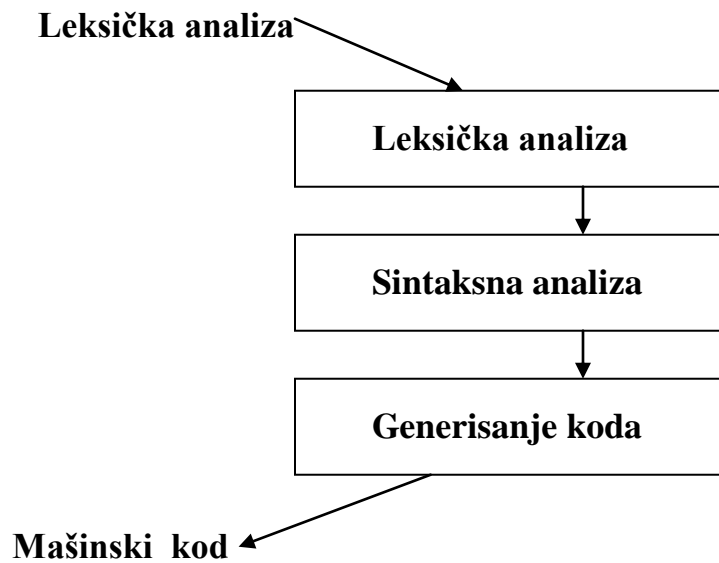 Leksička analiza
Leksička analiza
Sintaksna analiza
Generisanje koda
Mašinski kod